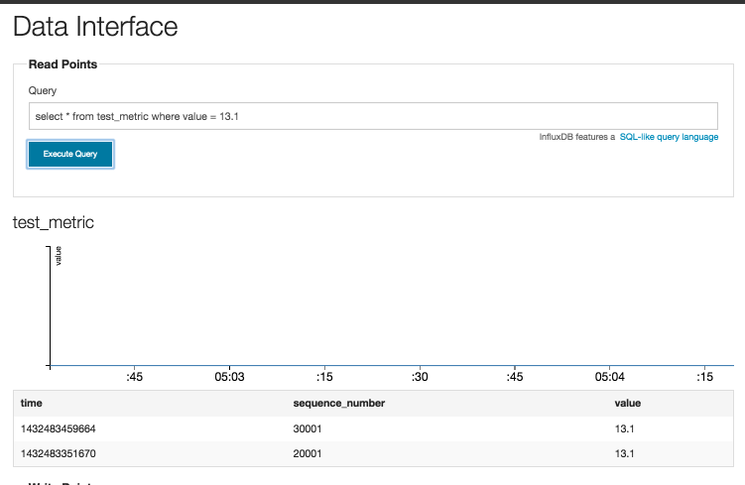 Data Interface
Read Points
Query
select * from test_metric where value = 13.1
InfluxDB features a SQL-like query language
Execute Query
test_metric
value
:45 05:03 :15 :30 :45 05:04 :15
time sequence_number value
1432483459664 30001 13.1
1432483351670 20001 13.1